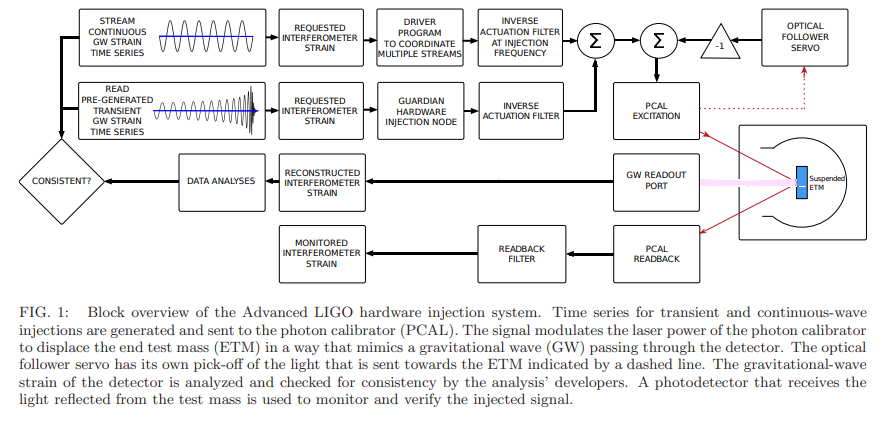 STREAM
CONTINUOUS
GW STRAIN
TIME SERIES
REQUESTED
INTERFEROMETER
STRAIN
DRIVER
PROGRAM
TO COORDINATE
MULTIPLE STREAMS
INVERSE
ACTUATION FILTER
AT INJECTION
FREQUENCY
Σ
Σ
-1
OPTICAL
FOLLOWER
SERVO
READ
PRE-GENERATED
TRANSIENT
GW STRAIN
TIME SERIES
REQUESTED
INTERFEROMETER
STRAIN
GUARDIAN
HARDWARE
INJECTION NODE
INVERSE
ACTUATION FILTER
PCAL
EXCITATION
CONSISTENT?
DATA ANALYSES
RECONSTRUCTED
INTERFEROMETER
STRAIN
GW READOUT
PORT
Suspended
ETM
MONITORED
INTERFEROMETER
STRAIN
READBACK
FILTER
PCAL
READBACK
FIG. 1: Block overview of the Advanced LIGO hardware injection system. Time series for transient and continuous-wave
injections are generated and sent to the photon calibrator (PCAL). The signal modulates the laser power of the photon calibrator
to displace the end test mass (ETM) in a way that mimics a gravitational wave (GW) passing through the detector. The optical
follower servo has its own pick-off of the light that is sent towards the ETM indicated by a dashed line. The gravitational-wave
strain of the detector is analyzed and checked for consistency by the analysis' developers. A photodetector that receives the
light reflected from the test mass is used to monitor and verify the injected signal.